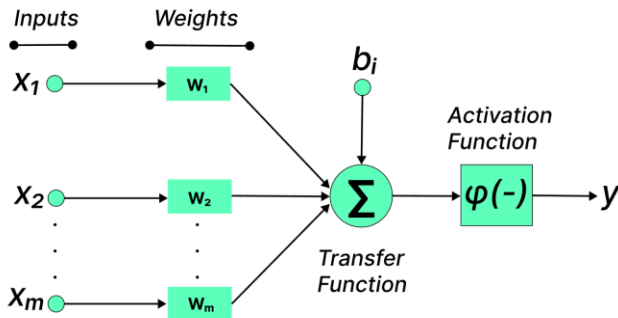 Inputs
Weights
X₁
W₁
bᵢ
Activation
Function
X₂
W₂
Σ
φ(-)
y
Transfer
Function
Xₘ
Wₘ